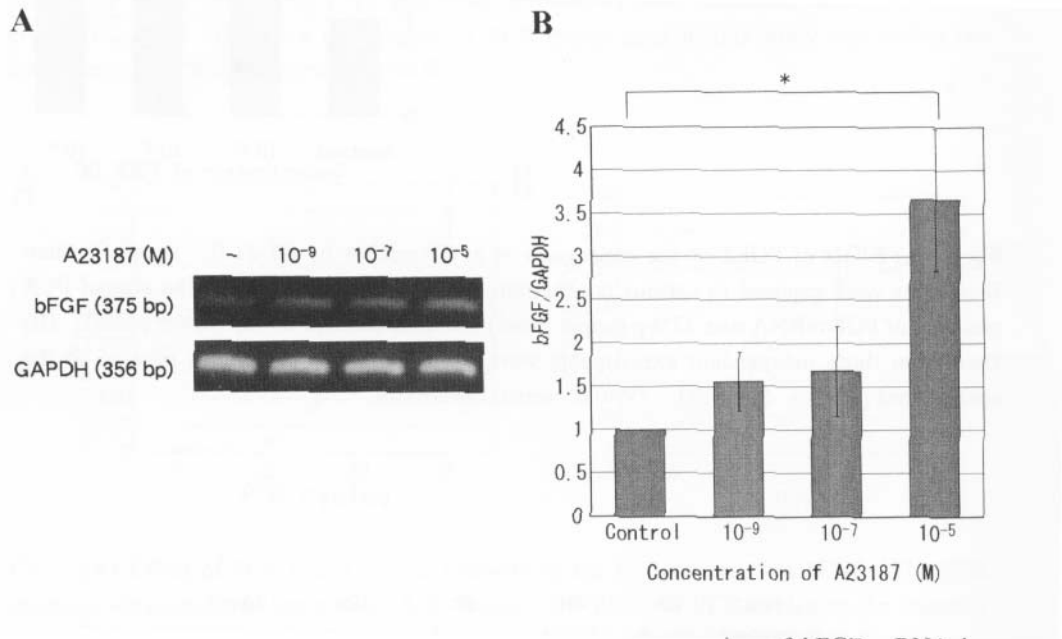 A
A23187 (M) – 10⁻⁹ 10⁻⁷ 10⁻⁵
bFGF (375 bp)
GAPDH (356 bp)
B
*
bFGF/GAPDH
4.5
4
3.5
3
2.5
2
1.5
1
0.5
0
Control 10⁻⁹ 10⁻⁷ 10⁻⁵
Concentration of A23187 (M)